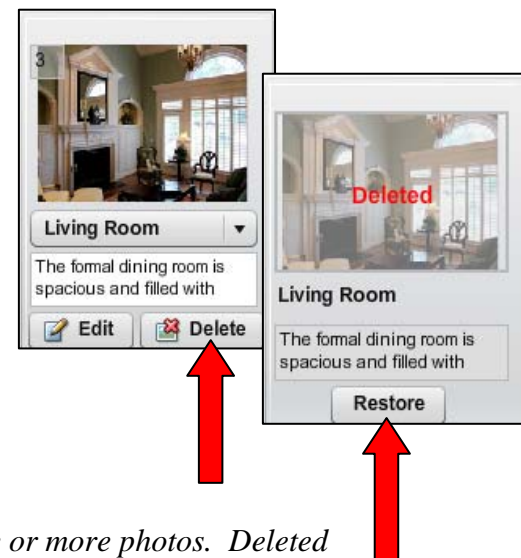 3
Living Room
The formal dining room is
spacious and filled with
Edit
Delete
Deleted
Living Room
The formal dining room is
spacious and filled with
Restore
or more photos. Deleted